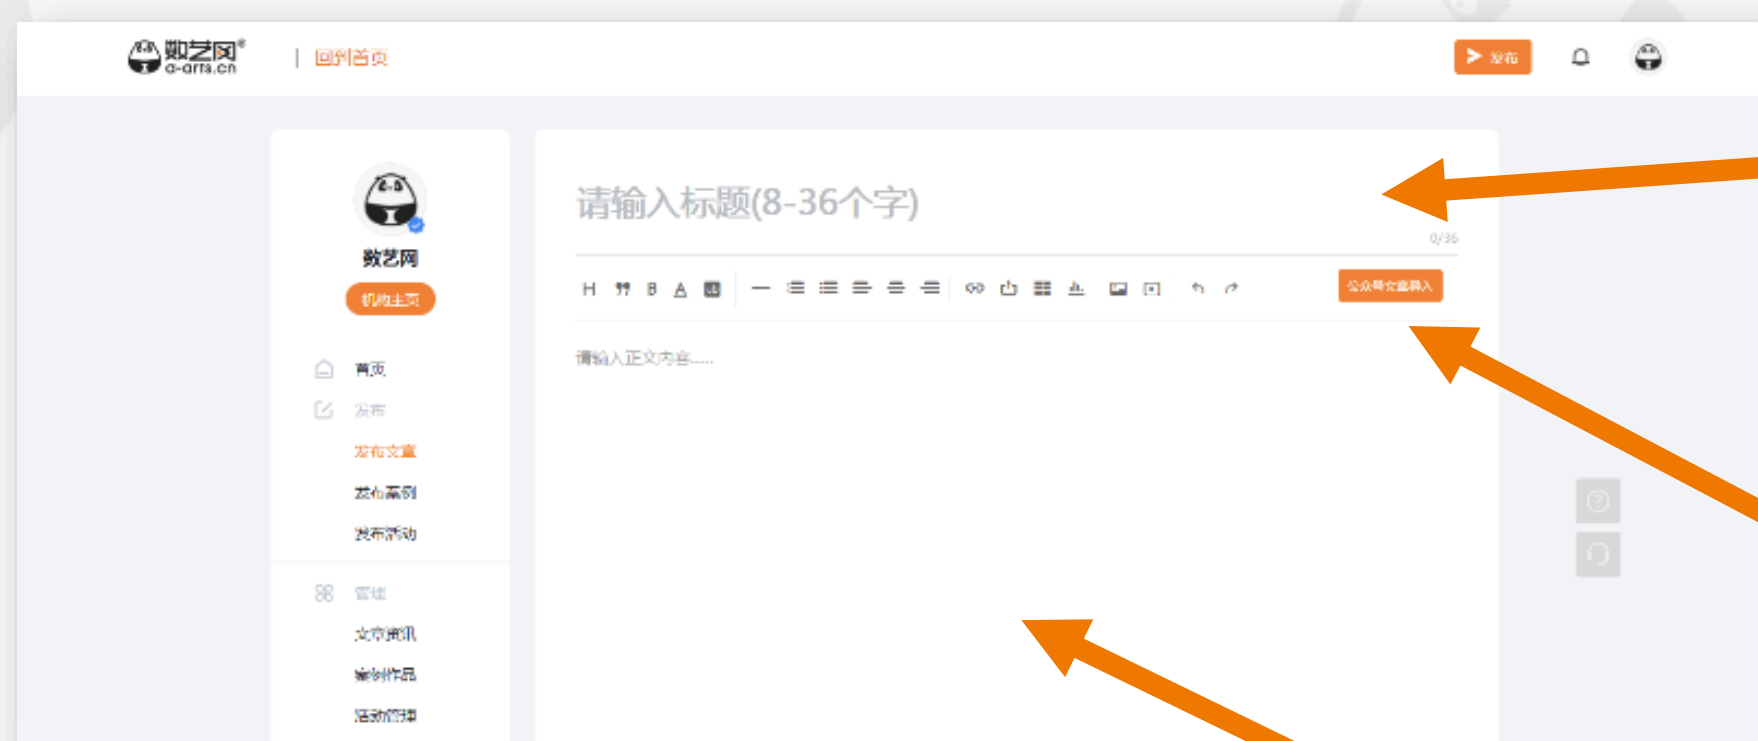 数艺网®
d-arts.cn
| 回到首页
发布
数艺网
机构主页
首页
发布
发布文章
发布案例
发布活动
管理
文章资讯
案例作品
活动管理
请输入标题(8-36个字)
0/36
H B A
公众号文章导入
请输入正文内容.....